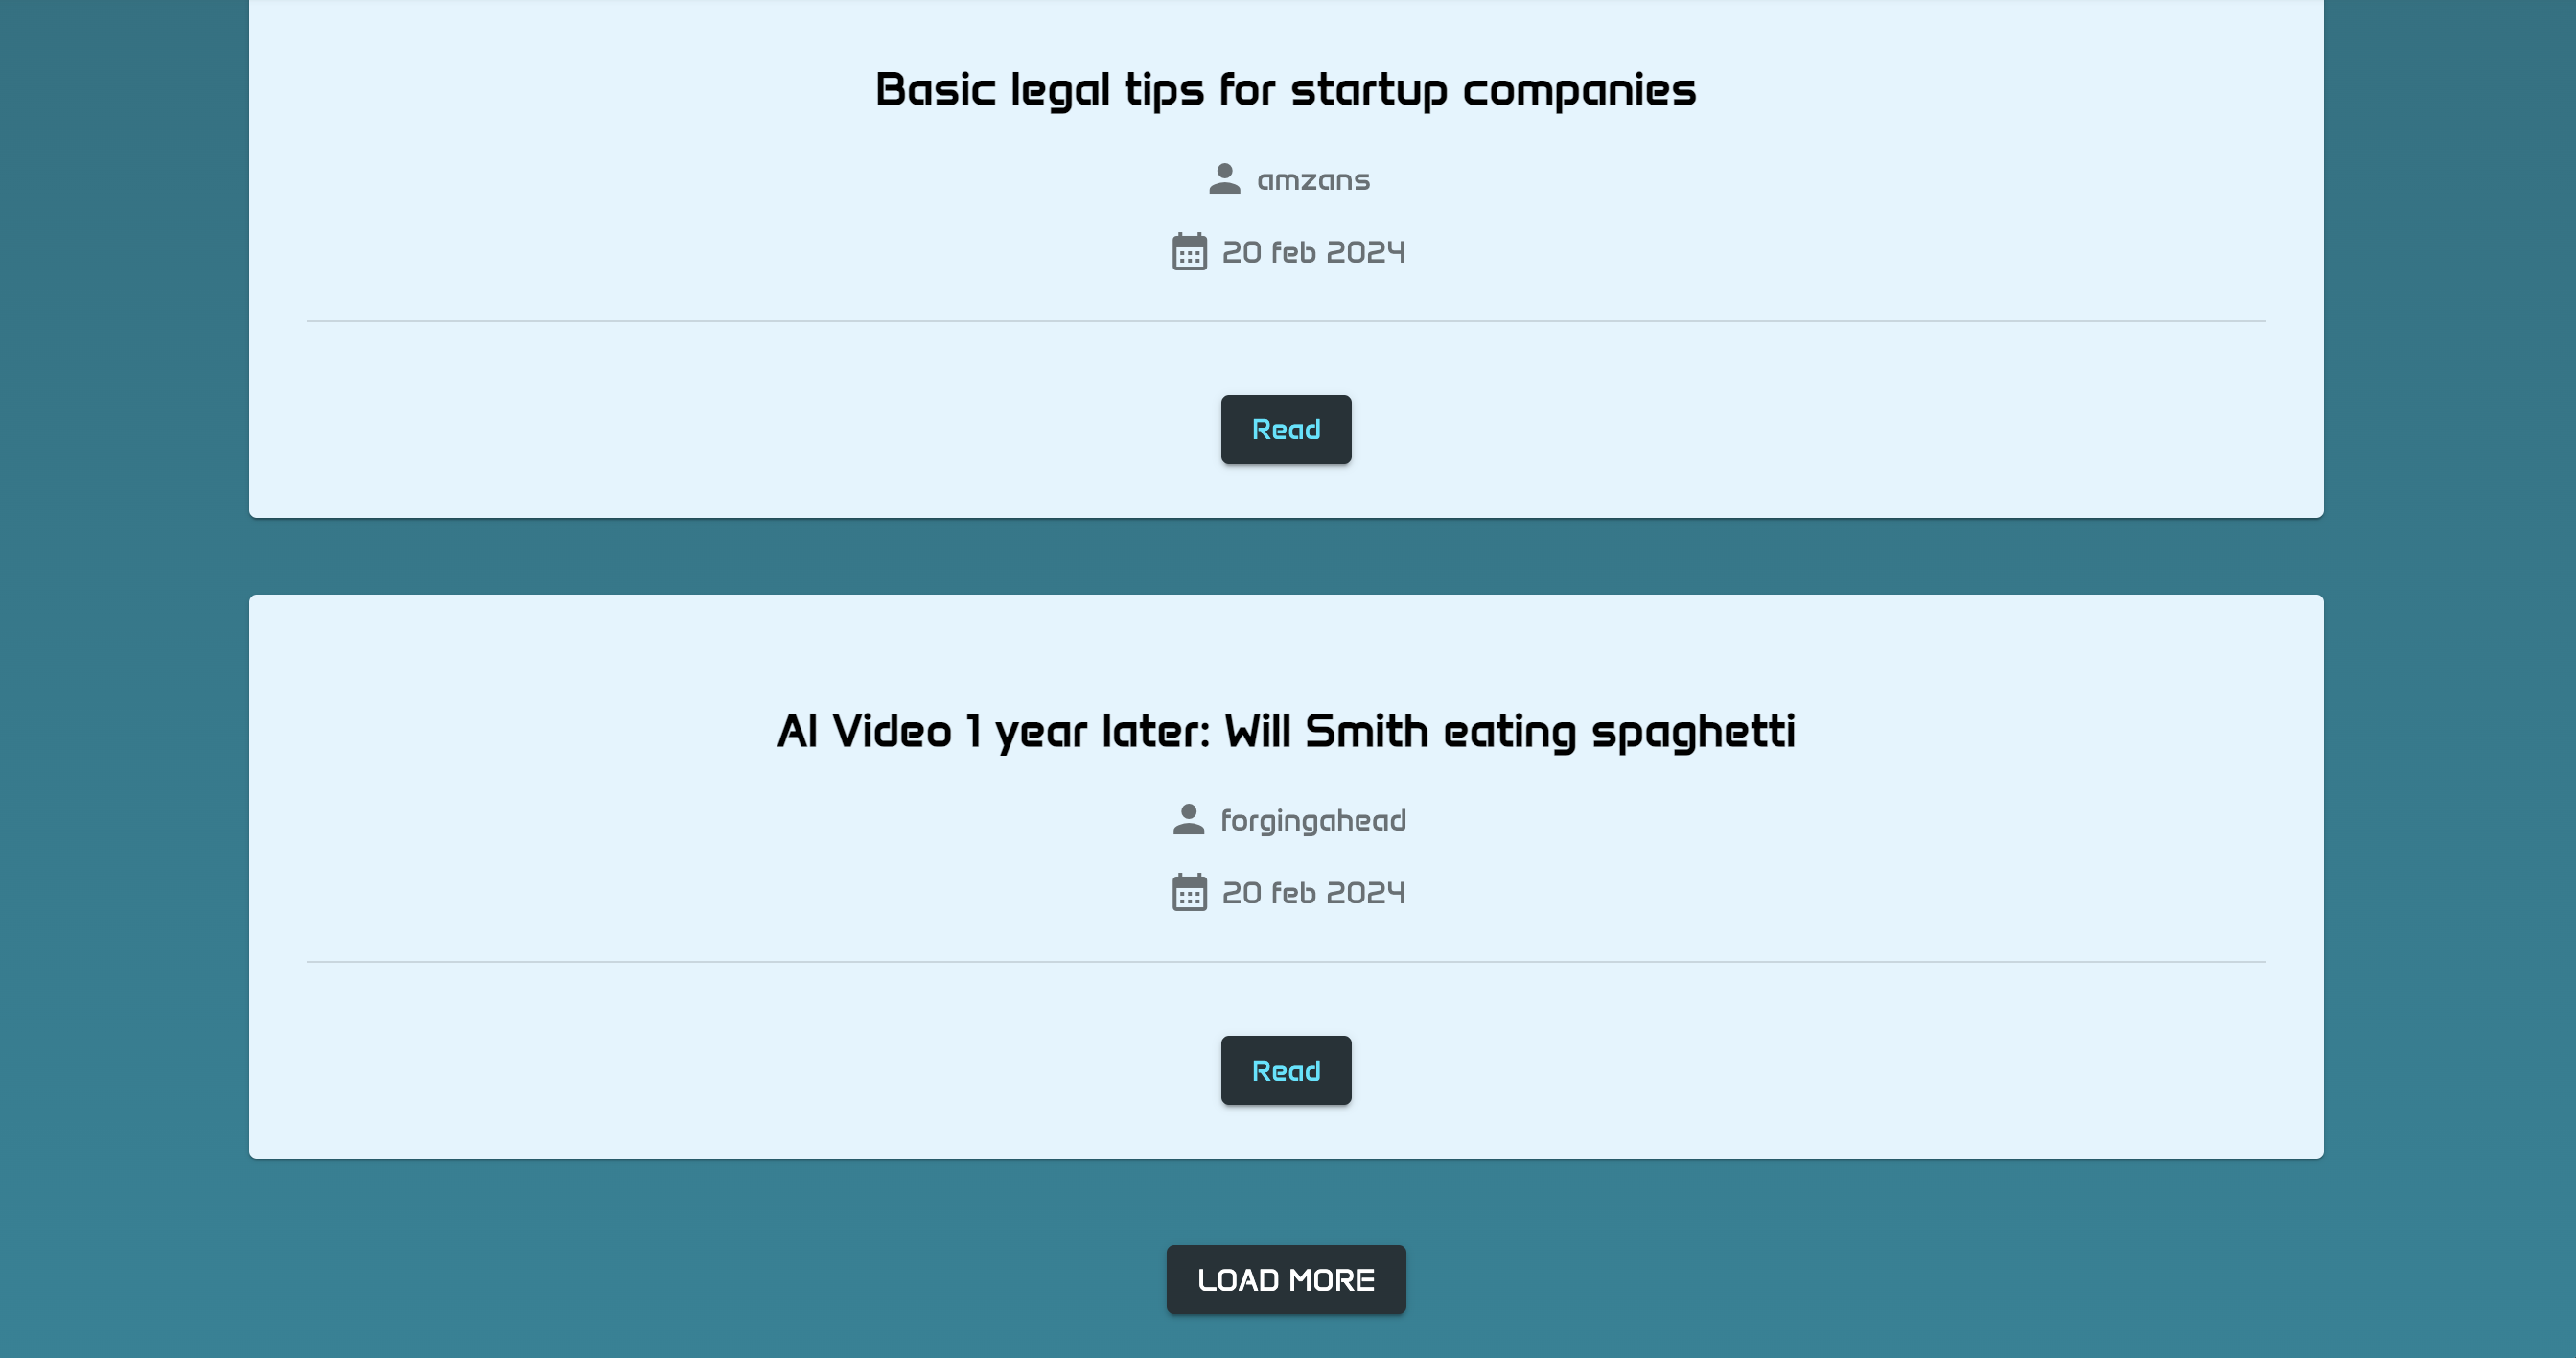 Basic legal tips for startup companies
amzans
20 feb 2024
Read
AI Video 1 year later: Will Smith eating spaghetti
forgingahead
20 feb 2024
Read
LOAD MORE